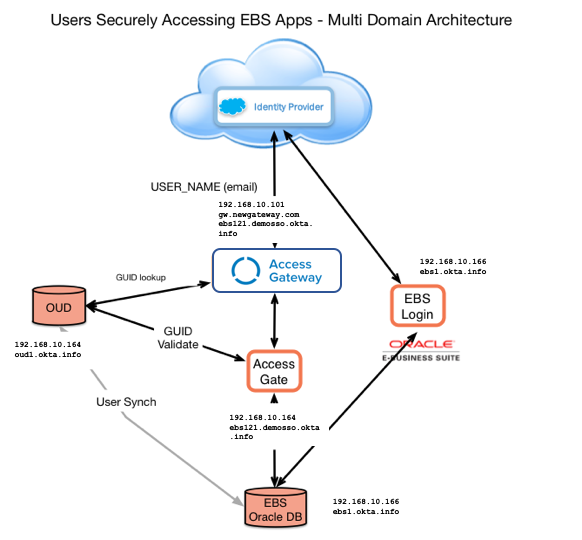 Users Securely Accessing EBS Apps - Multi Domain Architecture
Identity Provider
USER_NAME (email)
192.168.10.101
gw.newgateway.com
ebs121.demosso.okta.
info
Access
Gateway
192.168.10.166
ebs1.okta.info
GUID lookup
EBS
Login
OUD
GUID
Validate
192.168.10.164
oud1.okta.info
ORACLE
E-BUSINESS SUITE
Access
Gate
User Synch
192.168.10.164
ebs121.demosso.okta
.info
EBS
Oracle DB
192.168.10.166
ebs1.okta.info